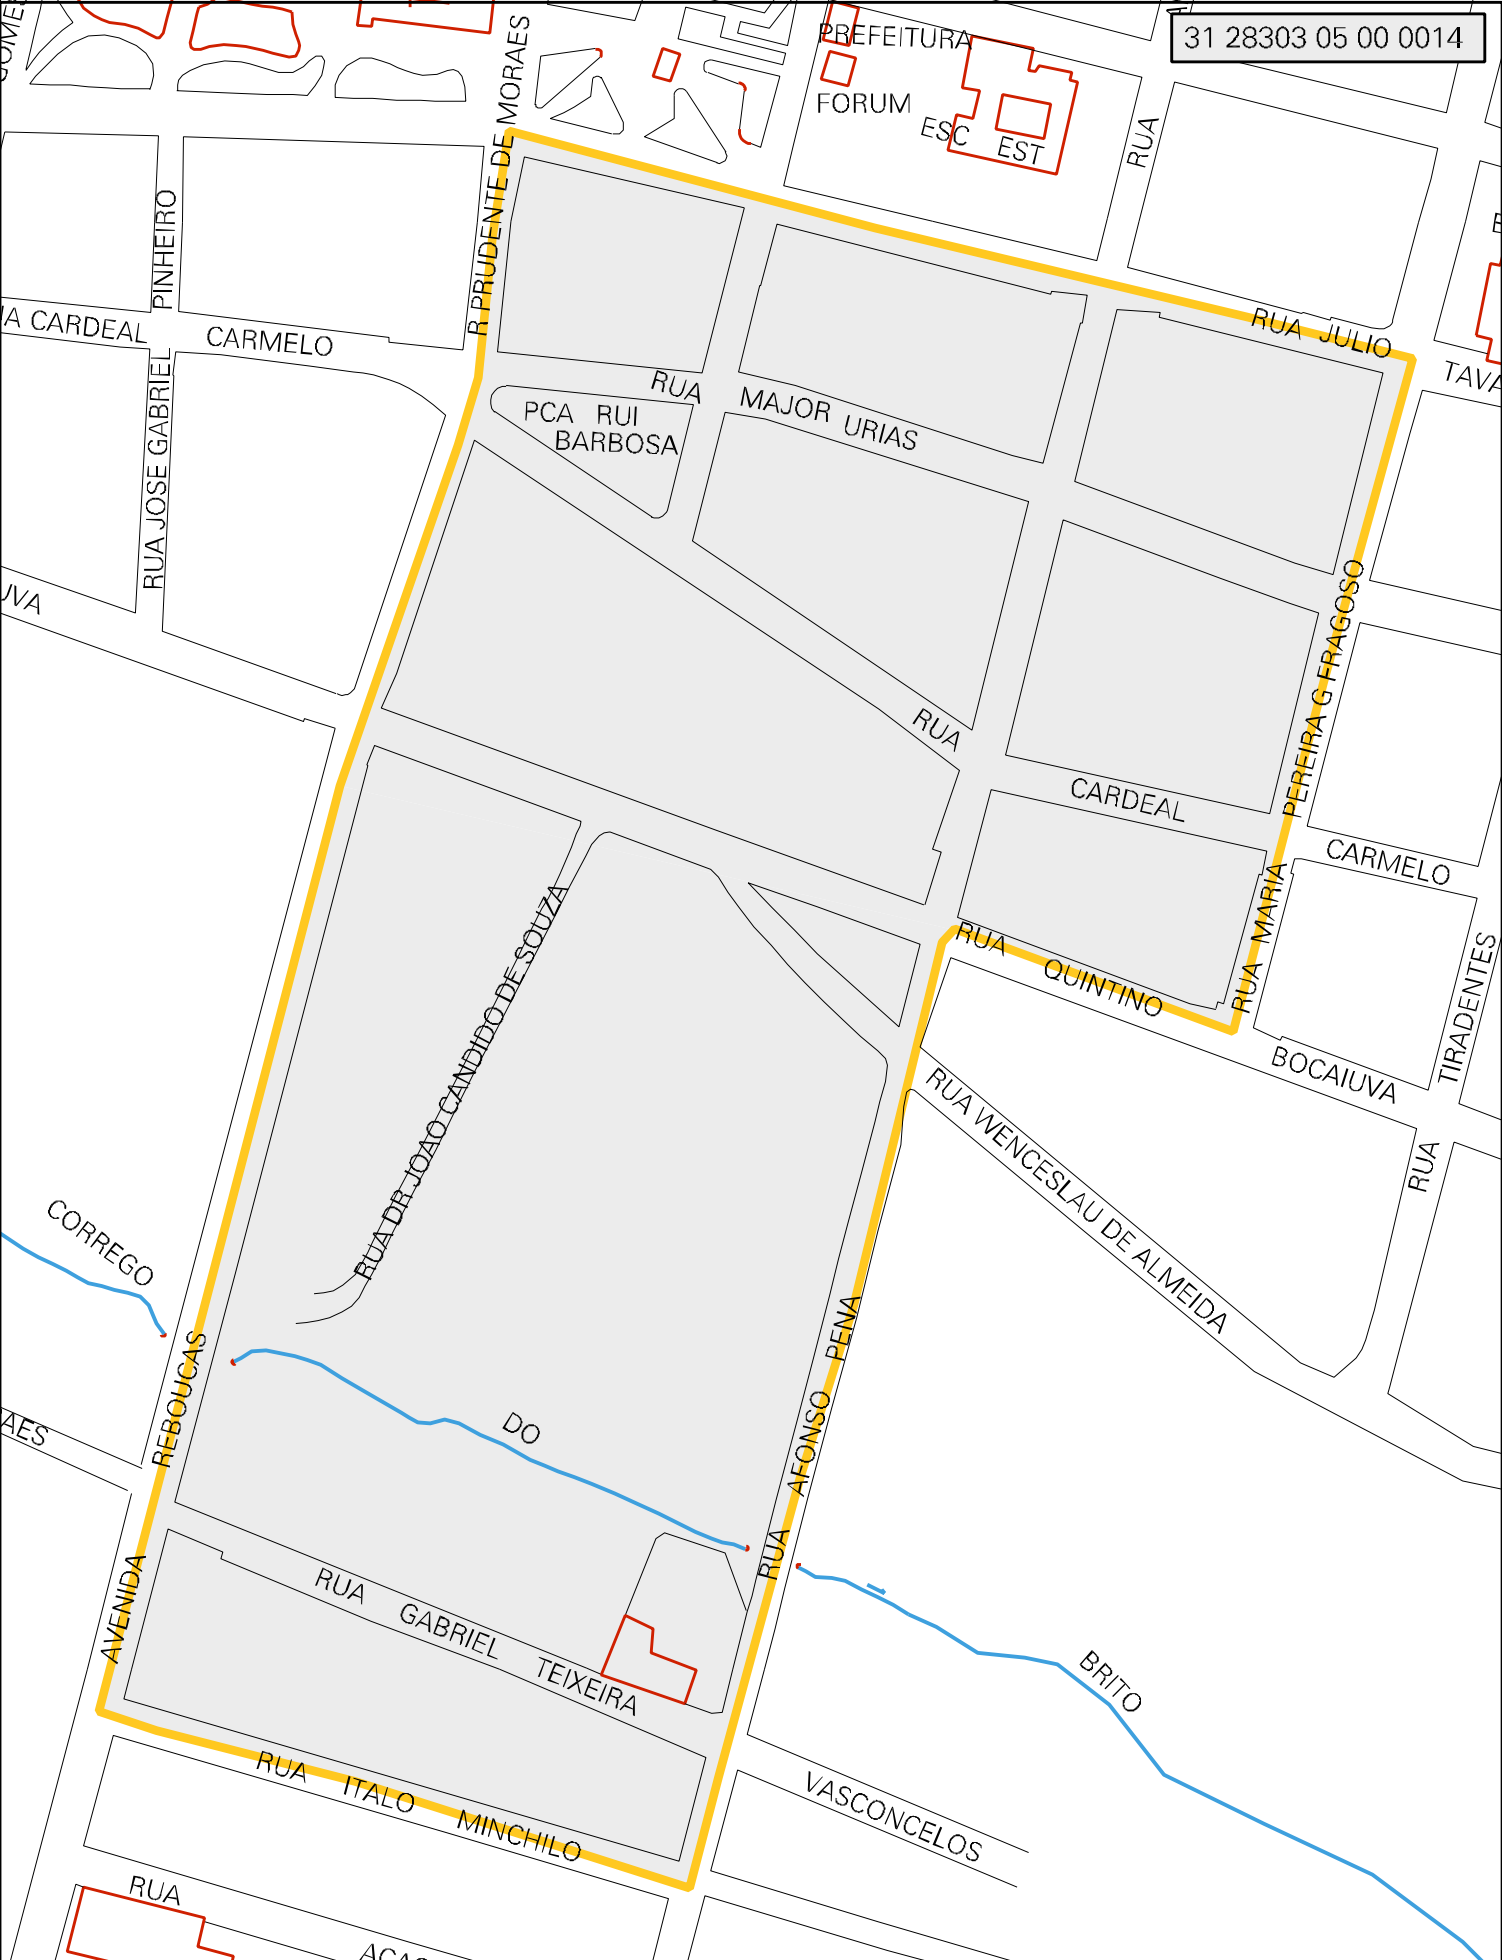 31 28303 05 00 0014
PREFEITURA
FORUM
ESC EST
RUA
R PRUDENTE DE MORAES
PINHEIRO
RUA JOSE GABRIEL
CARDEAL
CARMELO
RUA JULIO
RUA MAJOR URIAS
PCA RUI
BARBOSA
RUA
CARDEAL
CARMELO
RUA MARIA PEREIRA G FRAGOSO
RUA QUINTINO
BOCAIUVA
TIRADENTES
RUA
RUA WENCESLAU DE ALMEIDA
RUA DR JOAO CANDIDO DE SOUZA
CORREGO
DO
BRITO
AVENIDA REBOUCAS
RUA AFONSO PENA
RUA GABRIEL TEIXEIRA
RUA ITALO MINCHILO
VASCONCELOS
RUA